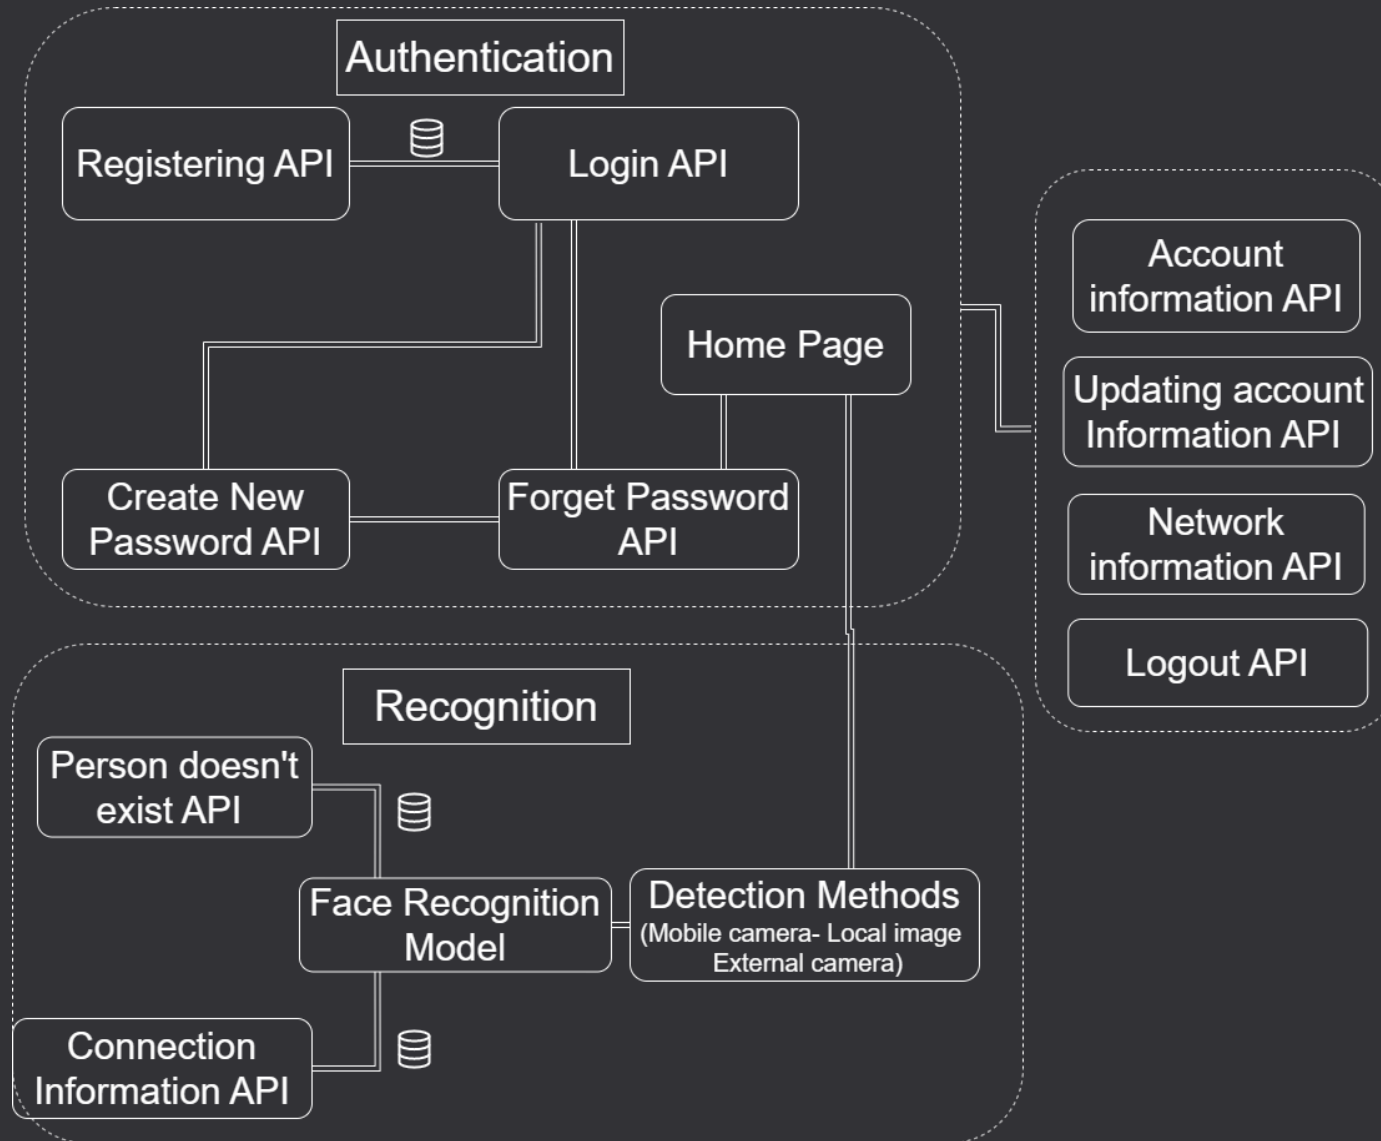 Authentication
Registering API
Login API
Home Page
Create New
Password API
Forget Password
API
Account
information API
Updating account
Information API
Network
information API
Logout API
Recognition
Person doesn't
exist API
Face Recognition
Model
Detection Methods
(Mobile camera- Local image
External camera)
Connection
Information API